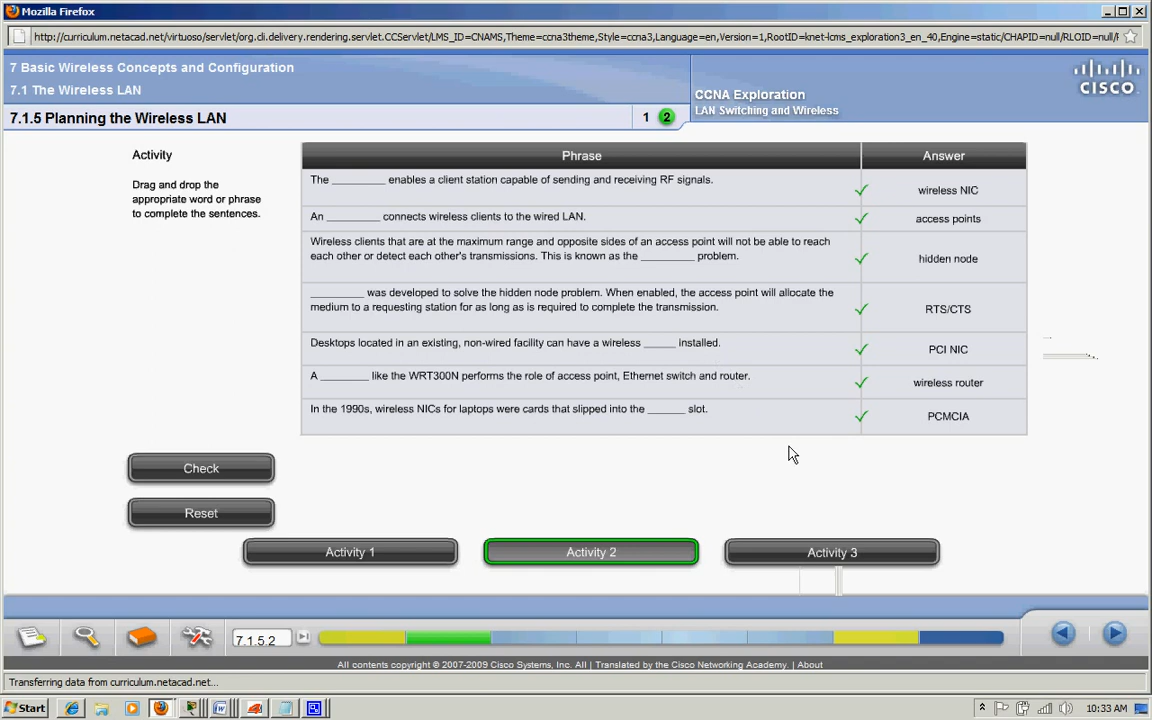 Mozilla Firefox
http://curriculum.netacad.net/virtuoso/servlet/org.cli.delivery.rendering.servlet.CCServlet/LMS_ID=CNAMS,Theme=ccna3theme,Style=ccna3,Language=en,Version=1,RootID=knet-lcms_exploration3_en_40,Engine=static/CHAPID=null/RLOID=null/
7 Basic Wireless Concepts and Configuration
7.1 The Wireless LAN
CCNA Exploration
LAN Switching and Wireless
CISCO
7.1.5 Planning the Wireless LAN
1 2
Activity
Drag and drop the
appropriate word or phrase
to complete the sentences.
Phrase Answer
The _________ enables a client station capable of sending and receiving RF signals. wireless NIC
An _________ connects wireless clients to the wired LAN. access points
Wireless clients that are at the maximum range and opposite sides of an access point will not be able to reach
each other or detect each other's transmissions. This is known as the _________ problem. hidden node
_________ was developed to solve the hidden node problem. When enabled, the access point will allocate the
medium to a requesting station for as long as is required to complete the transmission. RTS/CTS
Desktops located in an existing, non-wired facility can have a wireless _____ installed. PCI NIC
A ________ like the WRT300N performs the role of access point, Ethernet switch and router. wireless router
In the 1990s, wireless NICs for laptops were cards that slipped into the ______ slot. PCMCIA
Check
Reset
Activity 1 Activity 2 Activity 3
7.1.5.2
All contents copyright © 2007-2009 Cisco Systems, Inc. All | Translated by the Cisco Networking Academy. | About
Transferring data from curriculum.netacad.net...
Start 10:33 AM